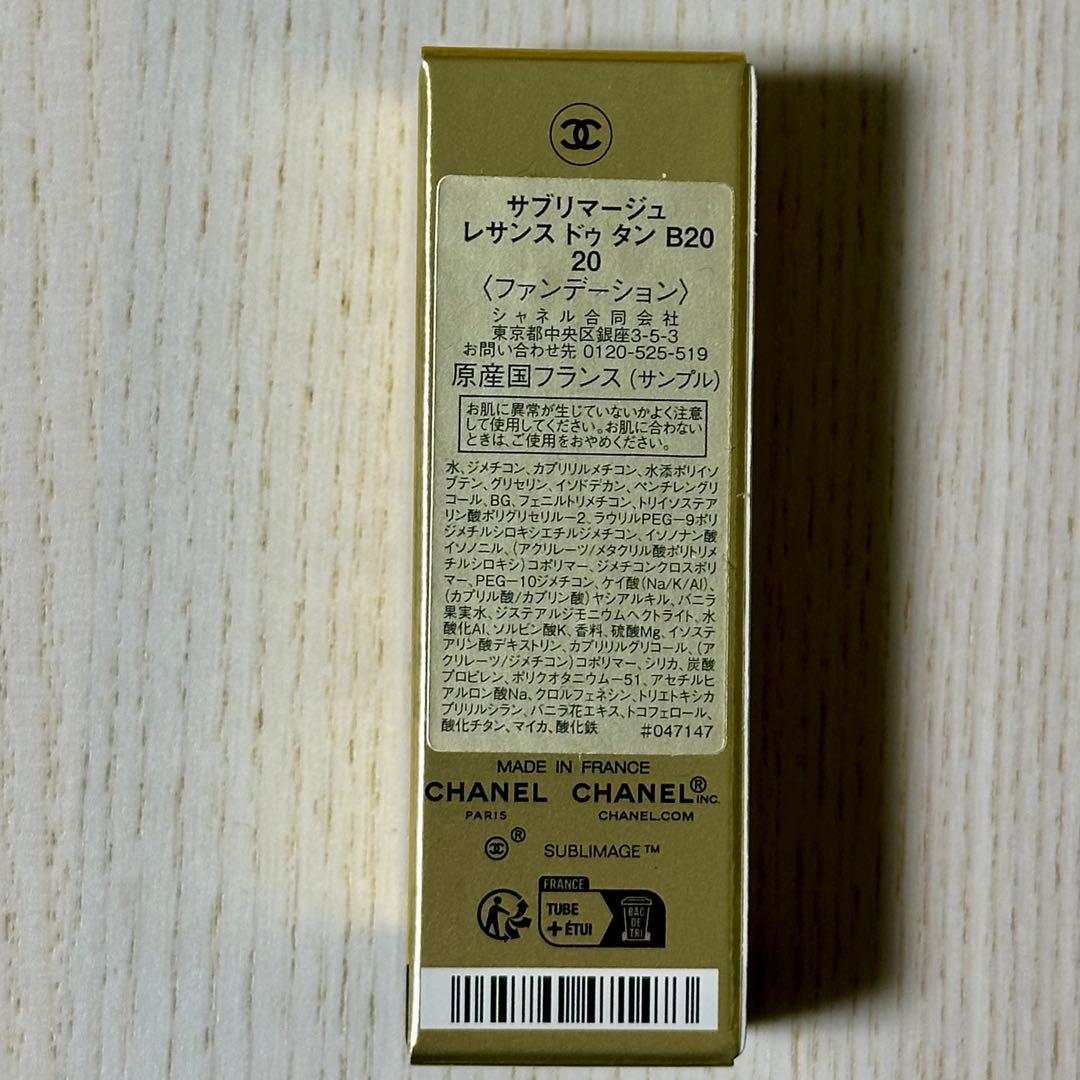 サブリマージュ
レサンス ドゥ タン B20
20
〈ファンデーション〉
シャネル合同会社
東京都中央区銀座3-5-3
お問い合わせ先 0120-525-519
原産国フランス (サンプル)
お肌に異常が生じていないかよく注意
して使用してください。お肌に合わない
ときは、ご使用をおやめください。
水、ジメチコン、カプリリルメチコン、水添ポリイソ
ブテン、グリセリン、イソドデカン、ペンチレングリ
コール、BG、フェニルトリメチコン、トリイソステア
リン酸ポリグリセリル-2、ラウリルPEG-9ポリ
ジメチルシロキシエチルジメチコン、イソノナン酸
イソノニル、(アクリレーツ/メタクリル酸ポリトリメ
チルシロキシ)コポリマー、ジメチコンクロスポリ
マー、PEG-10ジメチコン、ケイ酸(Na/K/Al)、
(カプリル酸/カプリン酸)ヤシアルキル、バニラ
果実水、ジステアルジモニウムヘクトライト、水
酸化Al、ソルビン酸K、香料、硫酸Mg、イソステ
アリン酸デキストリン、カプリリルグリコール、(ア
クリレーツ/ジメチコン)コポリマー、シリカ、炭酸
プロピレン、ポリクオタニウム-51、アセチルヒ
アルロン酸Na、クロルフェネシン、トリエトキシカ
プリリルシラン、バニラ花エキス、トコフェロール、
酸化チタン、マイカ、酸化鉄 #047147
MADE IN FRANCE
CHANEL CHANEL® INC.
PARIS CHANEL.COM
® SUBLIMAGE™
FRANCE
TUBE
+ ÉTUI
BAC
DE
TRI